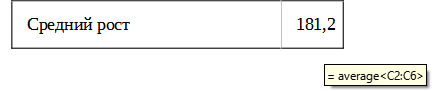 Средний рост 181,2
= average<C2:C6>